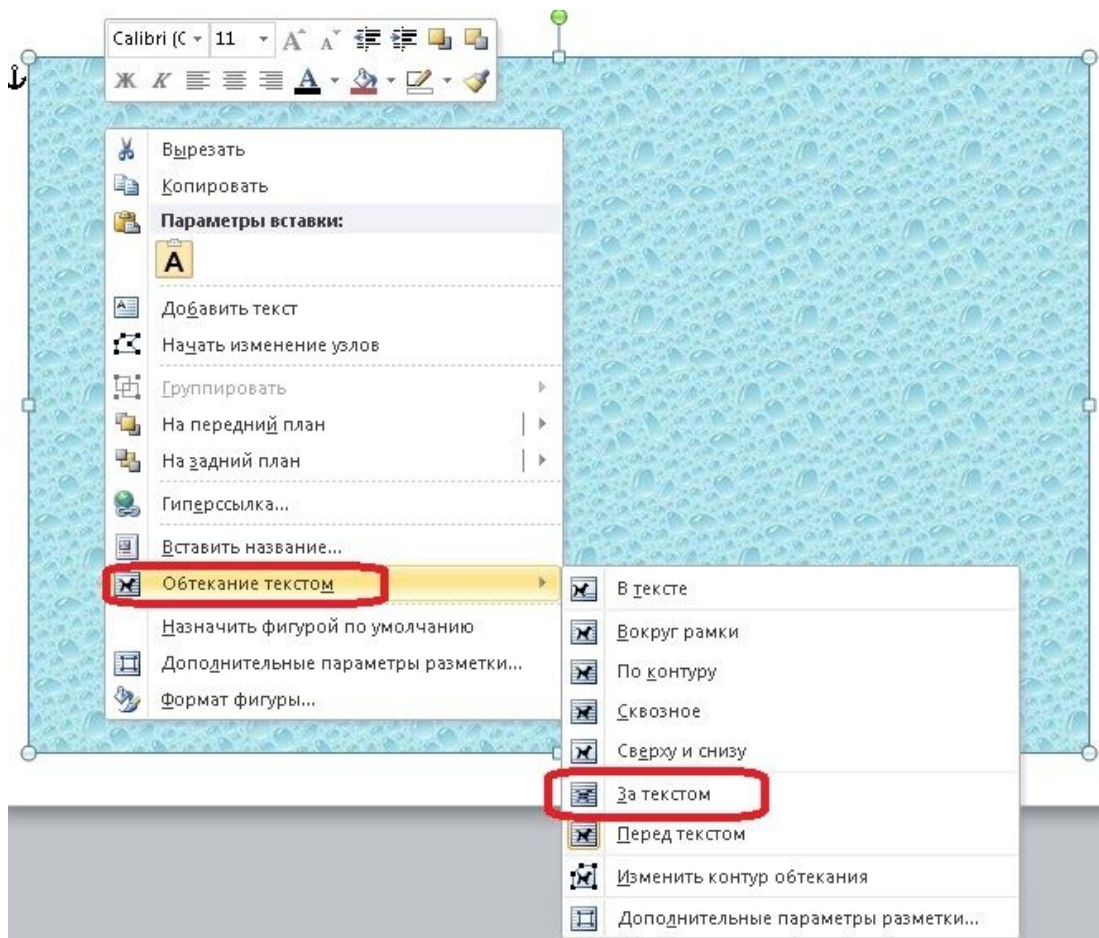 Calibri (С 11
Ж К А
Вырезать
Копировать
Параметры вставки:
A
Добавить текст
Начать изменение узлов
Группировать
На передний план
На задний план
Гиперссылка...
Вставить название...
Обтекание текстом
Назначить фигурой по умолчанию
Дополнительные параметры разметки...
Формат фигуры...
В тексте
Вокруг рамки
По контуру
Сквозное
Сверху и снизу
За текстом
Перед текстом
Изменить контур обтекания
Дополнительные параметры разметки...